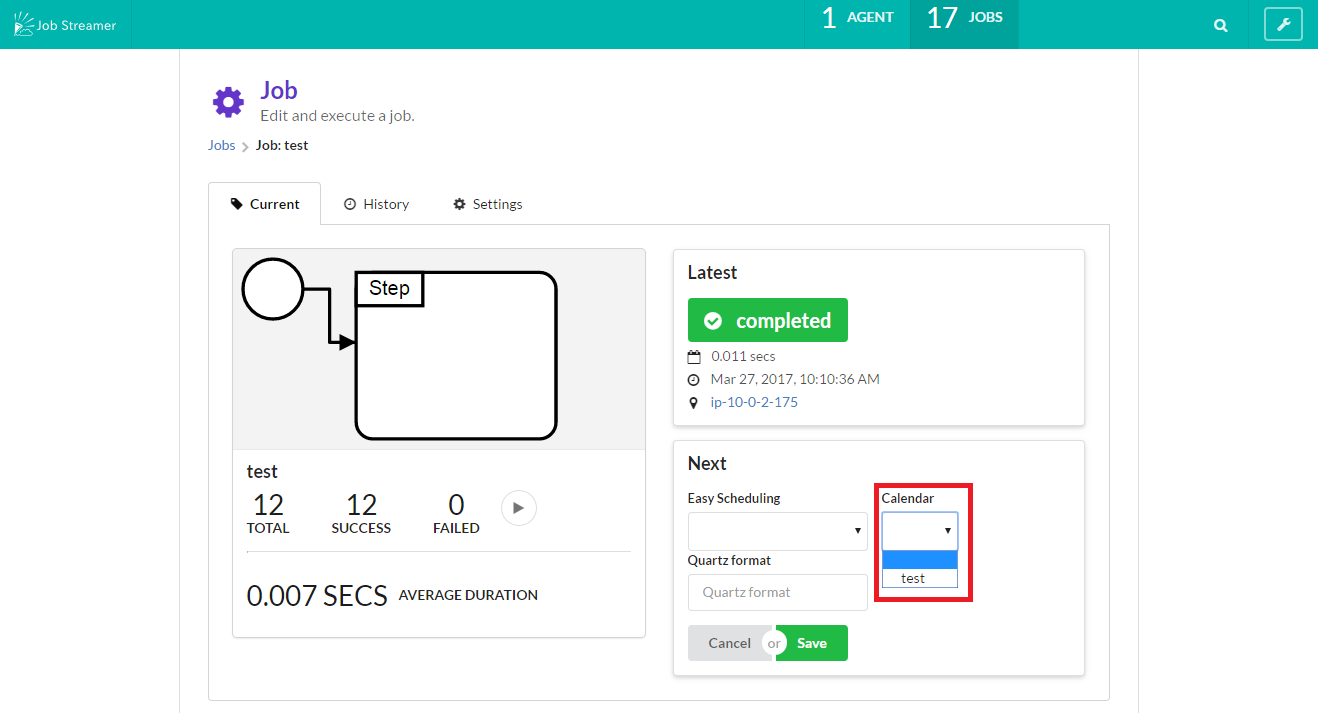 Job Streamer
1 AGENT
17 JOBS
Job
Edit and execute a job.
Jobs Job: test
Current
History
Settings
Step
test
12 TOTAL
12 SUCCESS
0 FAILED
0.007 SECS AVERAGE DURATION
Latest
completed
0.011 secs
Mar 27, 2017, 10:10:36 AM
ip-10-0-2-175
Next
Easy Scheduling
Calendar
test
Quartz format
Quartz format
Cancel or Save